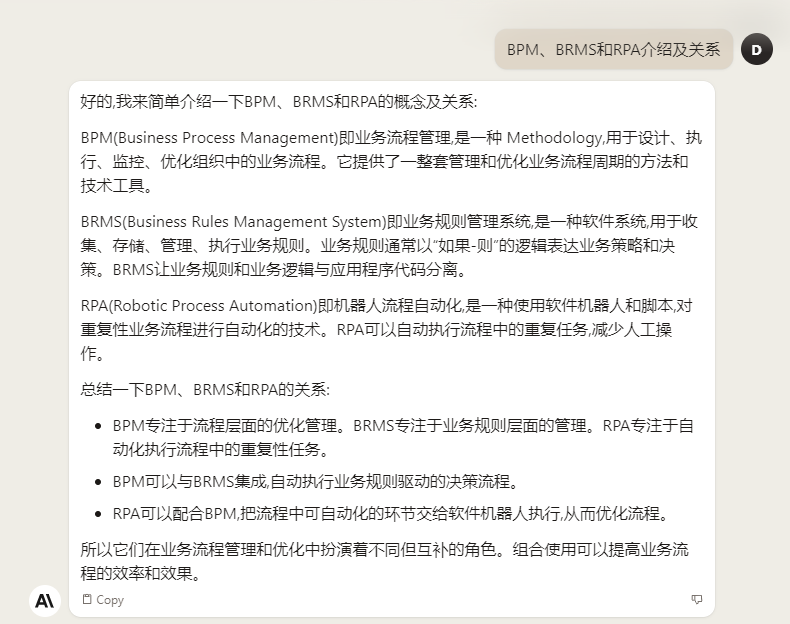 BPM、BRMS和RPA介绍及关系
D
好的,我来简单介绍一下BPM、BRMS和RPA的概念及关系:
BPM(Business Process Management)即业务流程管理,是一种 Methodology,用于设计、执
行、监控、优化组织中的业务流程。它提供了一整套管理和优化业务流程周期的方法和
技术工具。
BRMS(Business Rules Management System)即业务规则管理系统,是一种软件系统,用于收
集、存储、管理、执行业务规则。业务规则通常以“如果-则”的逻辑表达业务策略和决
策。BRMS让业务规则和业务逻辑与应用程序代码分离。
RPA(Robotic Process Automation)即机器人流程自动化,是一种使用软件机器人和脚本,对
重复性业务流程进行自动化的技术。RPA可以自动执行流程中的重复任务,减少人工操
作。
总结一下BPM、BRMS和RPA的关系:
• BPM专注于流程层面的优化管理。BRMS专注于业务规则层面的管理。RPA专注于自
动化执行流程中的重复性任务。
• BPM可以与BRMS集成,自动执行业务规则驱动的决策流程。
• RPA可以配合BPM,把流程中可自动化的环节交给软件机器人执行,从而优化流程。
所以它们在业务流程管理和优化中扮演着不同但互补的角色。组合使用可以提高业务流
程的效率和效果。
A\
Copy